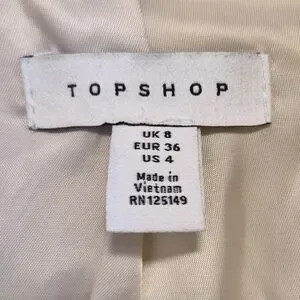 TOPSHOP
UK 8
EUR 36
US 4
Made in
Vietnam
RN125149